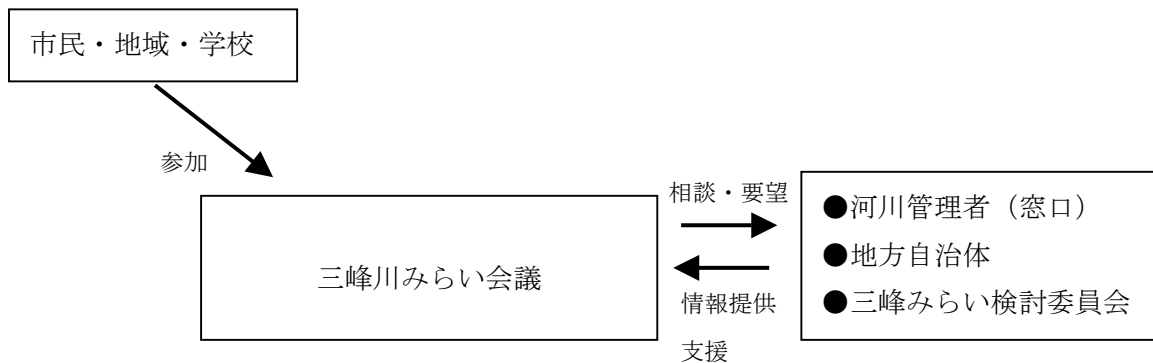 市民・地域・学校
参加
相談・要望
三峰川みらい会議
情報提供
支援
●河川管理者（窓口）
●地方自治体
●三峰みらい検討委員会